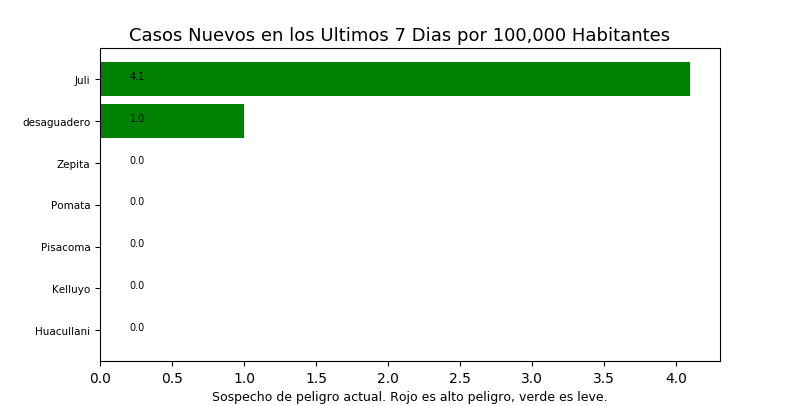 Casos Nuevos en los Ultimos 7 Dias por 100,000 Habitantes
Juli 4.1
desaguadero 1.0
Zepita 0.0
Pomata 0.0
Pisacoma 0.0
Kelluyo 0.0
Huacullani 0.0
0.0 0.5 1.0 1.5 2.0 2.5 3.0 3.5 4.0
Sospecho de peligro actual. Rojo es alto peligro, verde es leve.